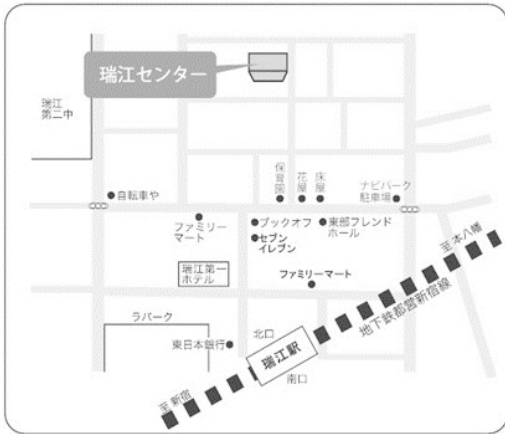 瑞江センター
瑞江
第二中
自転車や
保育園
花屋
床屋
ナビパーク
駐車場
ファミリー
マート
ブックオフ
セブン
イレブン
東部フレンド
ホール
瑞江第一
ホテル
ファミリーマート
至本八幡
地下鉄都営新宿線
ラパーク
北口
東日本銀行
瑞江駅
南口
至新宿